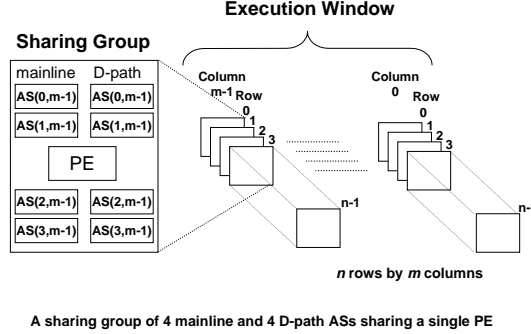 Execution Window
Sharing Group
mainline D-path
AS(0,m-1) AS(0,m-1)
AS(1,m-1) AS(1,m-1)
PE
AS(2,m-1) AS(2,m-1)
AS(3,m-1) AS(3,m-1)
Column
m-1
Row
0
1
2
3
n-1
Column
0
Row
0
1
2
3
n-
n rows by m columns
A sharing group of 4 mainline and 4 D-path ASs sharing a single PE